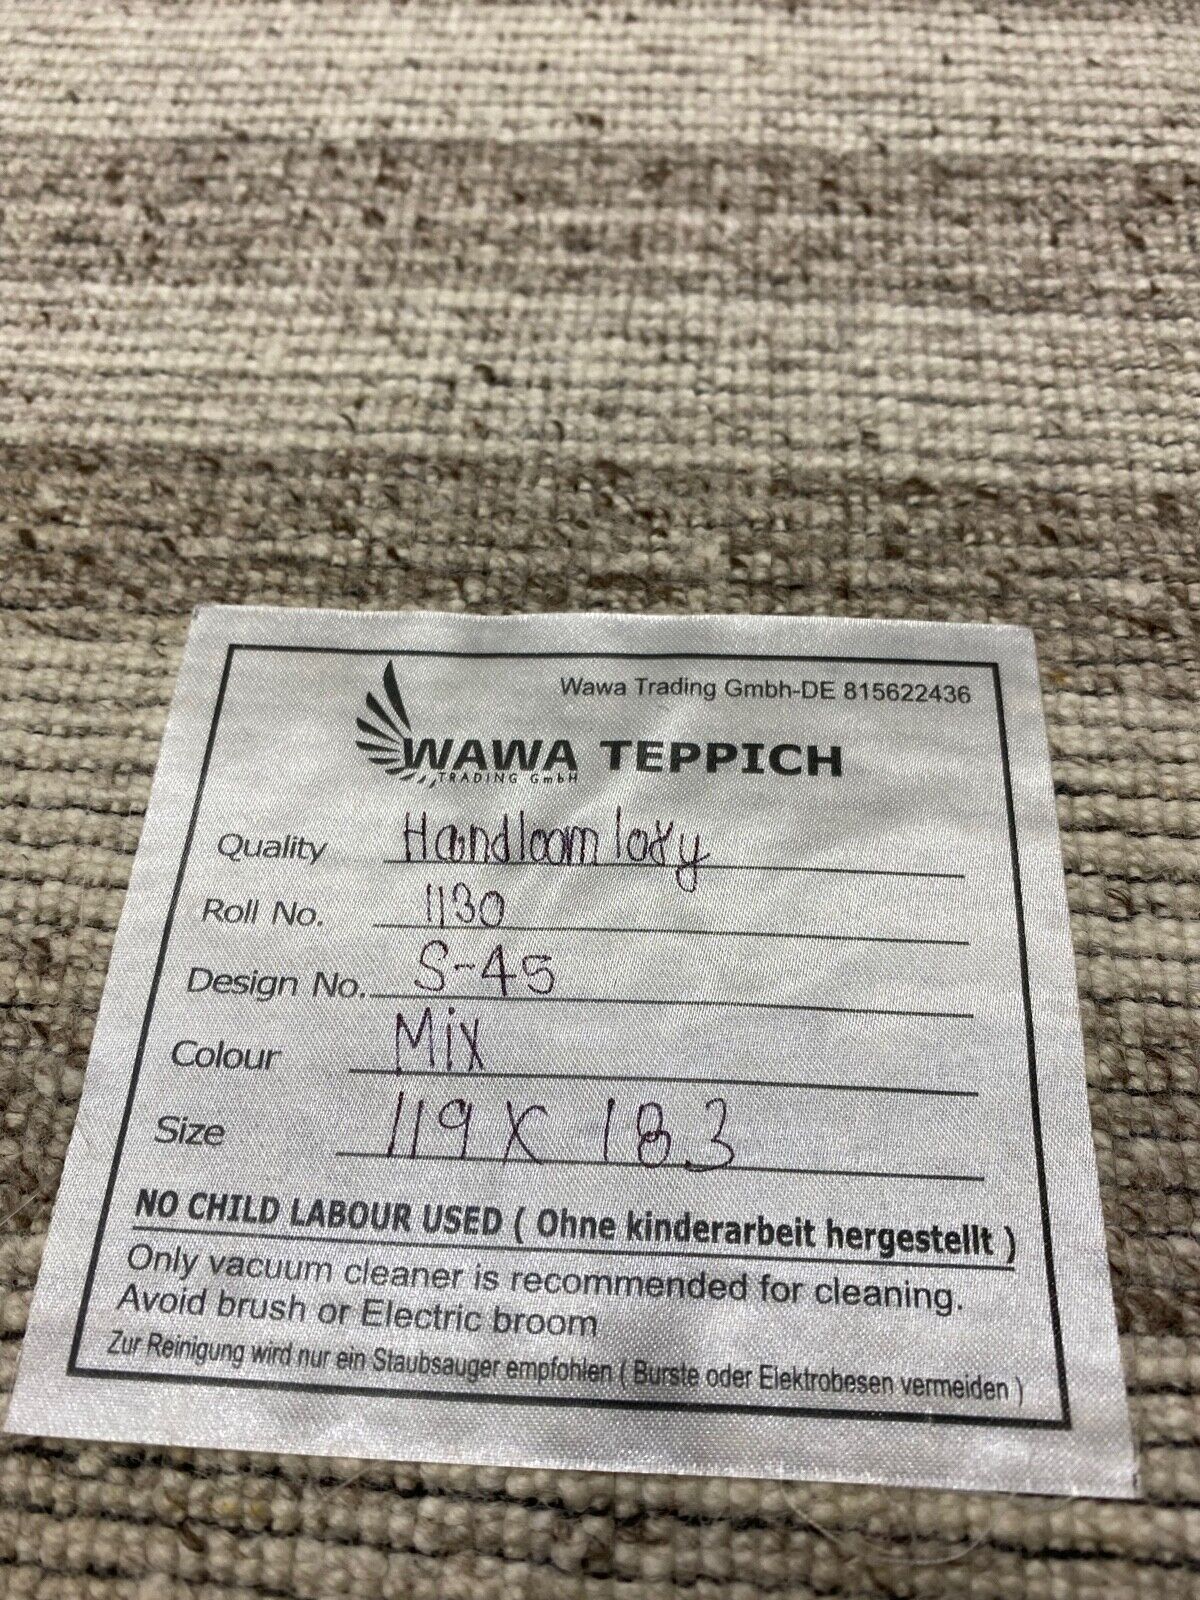 Wawa Trading Gmbh-DE 815622436
WAWA TEPPICH
TRADING GmbH
Quality Handloom loxy
Roll No. 1130
Design No. S-45
Colour Mix
Size 119 X 183
NO CHILD LABOUR USED ( Ohne kinderarbeit hergestellt )
Only vacuum cleaner is recommended for cleaning.
Avoid brush or Electric broom
Zur Reinigung wird nur ein Staubsauger empfohlen ( Burste oder Elektrobesen vermeiden )